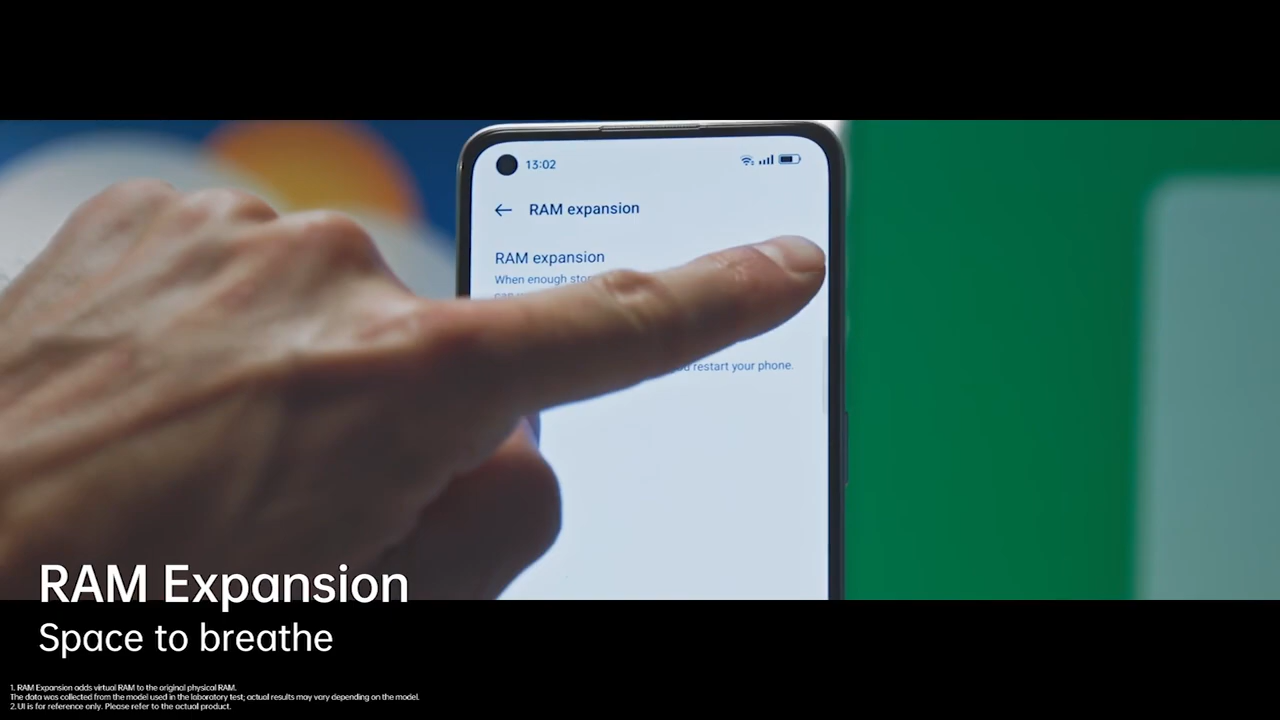 13:02
RAM expansion
RAM expansion
When enough
restart your phone.
RAM Expansion
Space to breathe
1. RAM Expansion adds virtual RAM to the original physical RAM.
The data was collected from the model used in the laboratory test; actual results may vary depending on the model.
2. UI is for reference only. Please refer to the actual product.